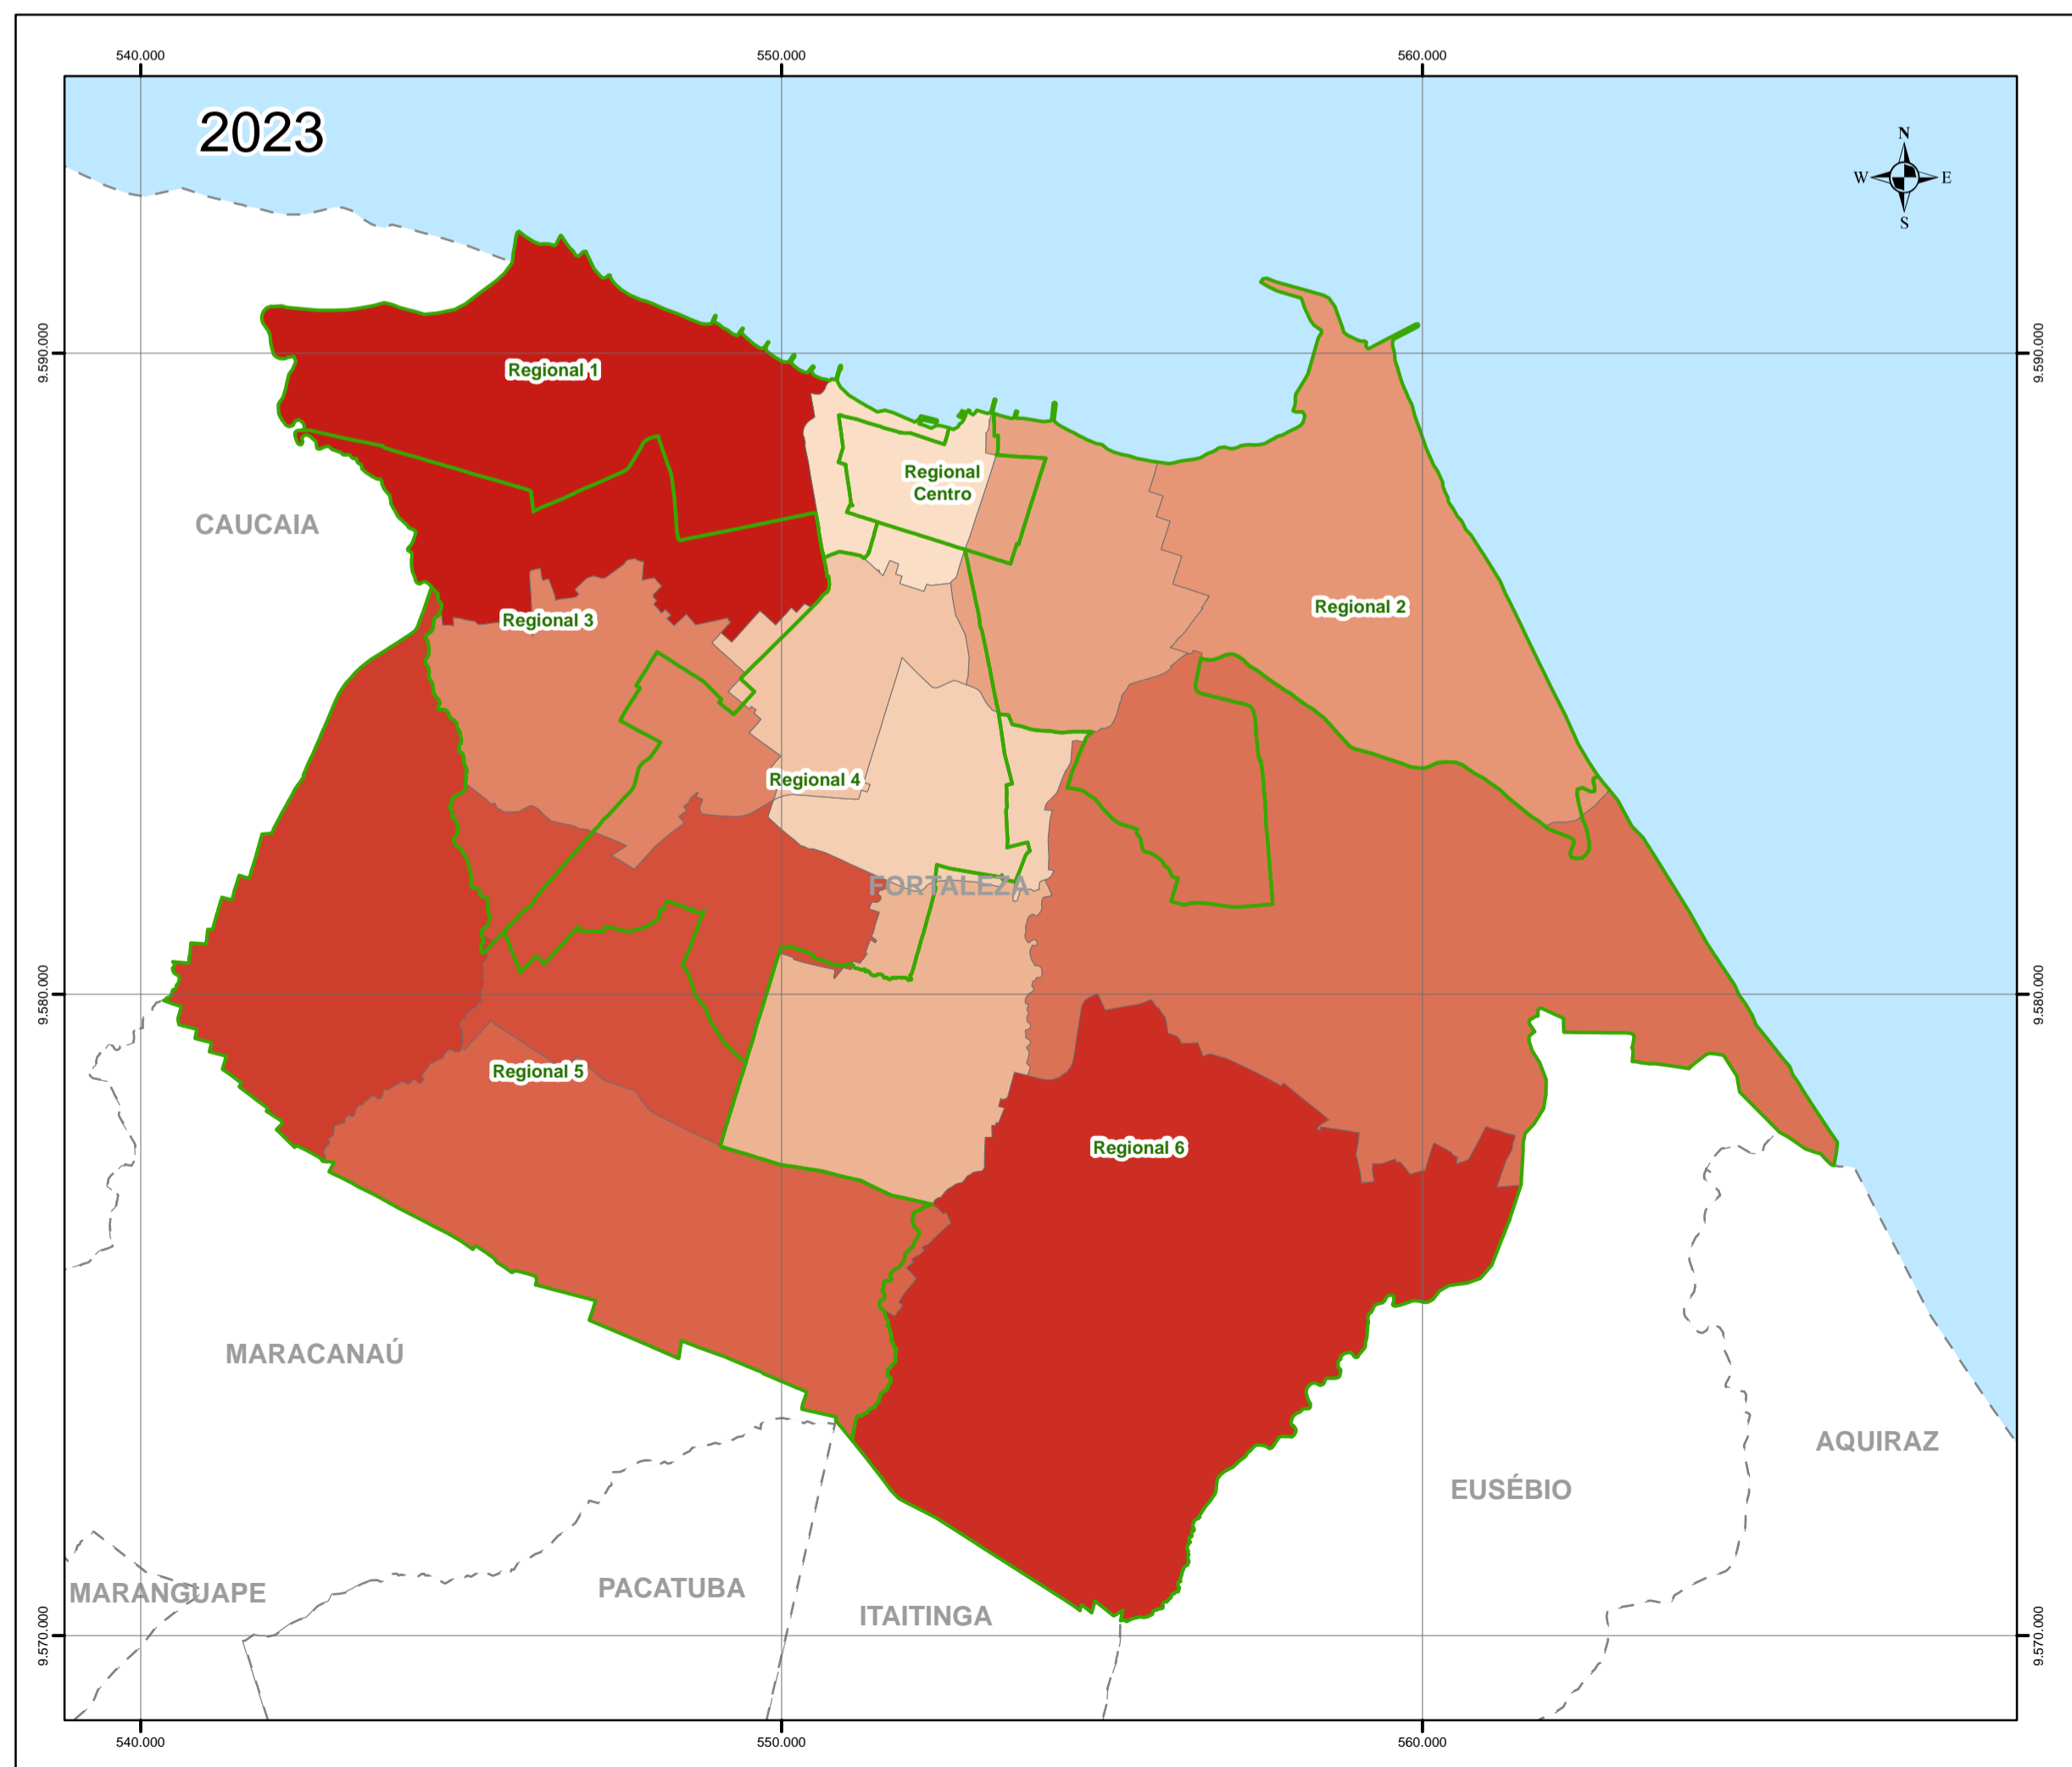 540.000
550.000
560.000
2023
N
W
E
S
9.590.000
9.590.000
Regional 1
Regional
Centro
CAUCAIA
Regional 2
Regional 3
Regional 4
FORTALEZA
9.580.000
9.580.000
Regional 5
Regional 6
MARACANAÚ
AQUIRAZ
EUSÉBIO
MARANGUAPE
PACATUBA
ITAITINGA
9.570.000
9.570.000
540.000
550.000
560.000